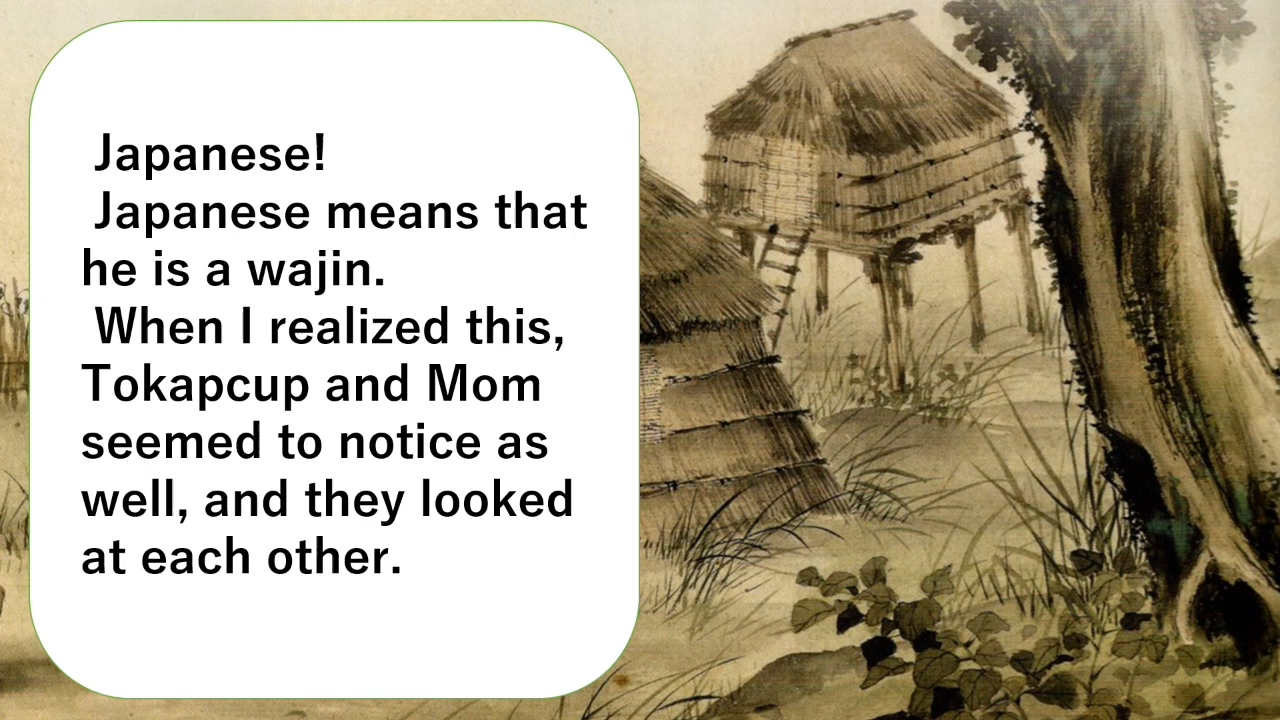 Japanese!
Japanese means that
he is a wajin.
When I realized this,
Tokapcup and Mom
seemed to notice as
well, and they looked
at each other.